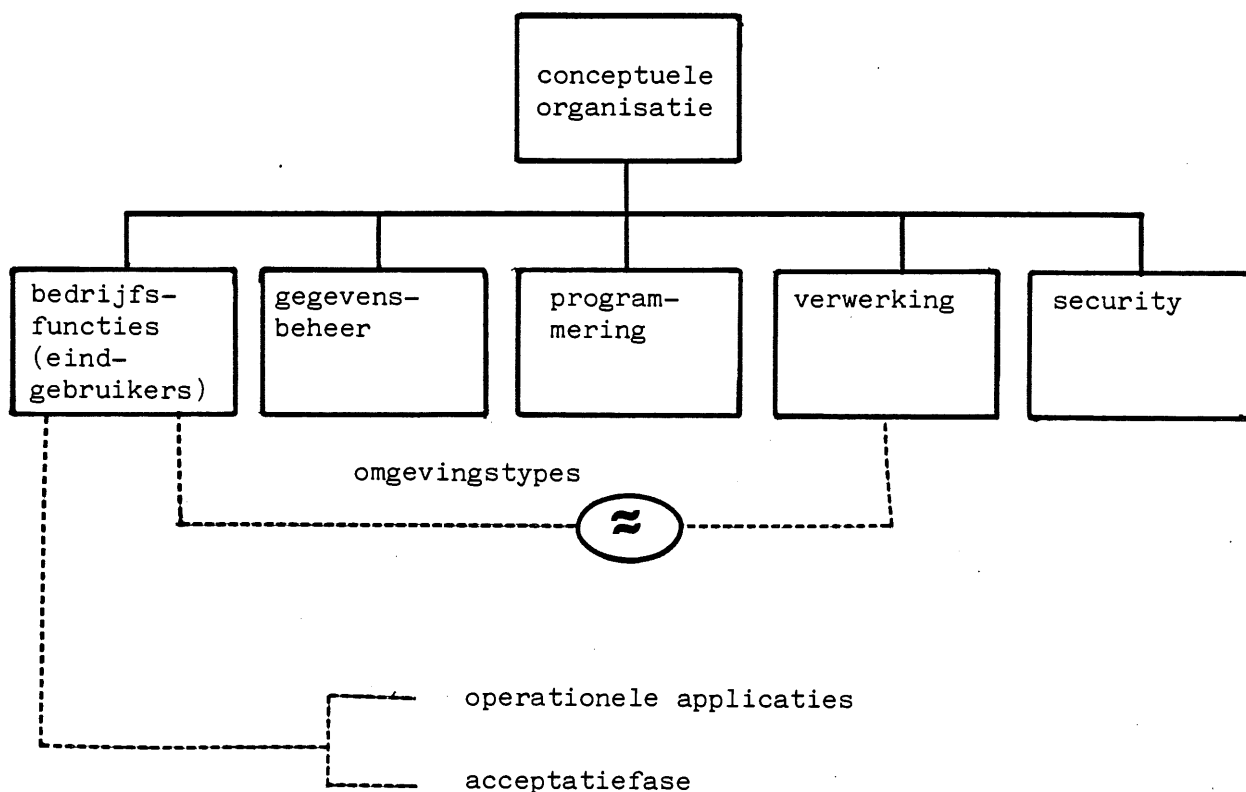 conceptuele
organisatie
bedrijfs-
functies
(eind-
gebruikers)
gegevens-
beheer
program-
mering
verwerking
security
omgevingstypes
≈
operationele applicaties
acceptatiefase